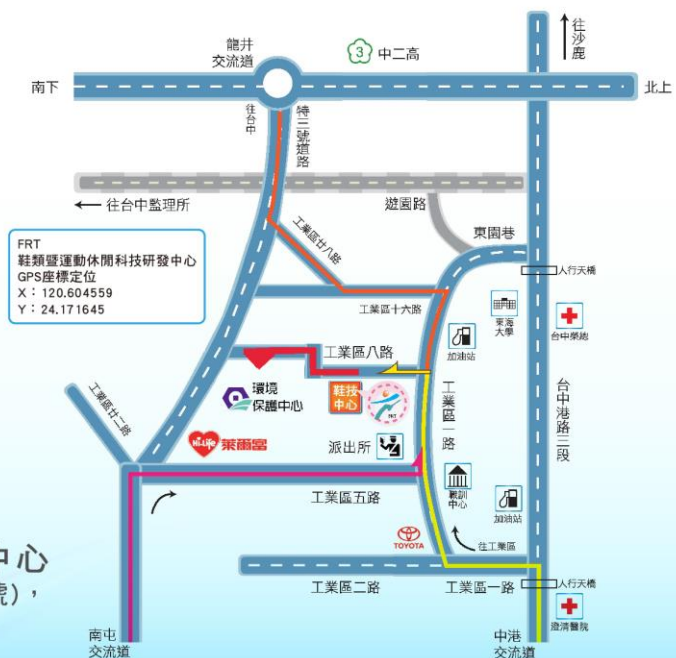 往沙鹿
龍井
交流道
3
中二高
南下
北上
往台中
特三號道路
往台中監理所
遊園路
東園巷
工業區廿八路
人行天橋
FRT
鞋類暨運動休閒科技研發中心
GPS座標定位
X：120.604559
Y：24.171645
工業區十六路
東海
大學
台中榮總
加油站
工業區八路
環境
保護中心
鞋技
中心
FRT
工業區一路
台中港路三段
工業區廿二路
Hi-Life
萊爾富
派出所
工業區五路
職訓
中心
加油站
TOYOTA
往工業區
中心
號)，
工業區二路
工業區一路
人行天橋
澄清醫院
南屯
交流道
中港
交流道